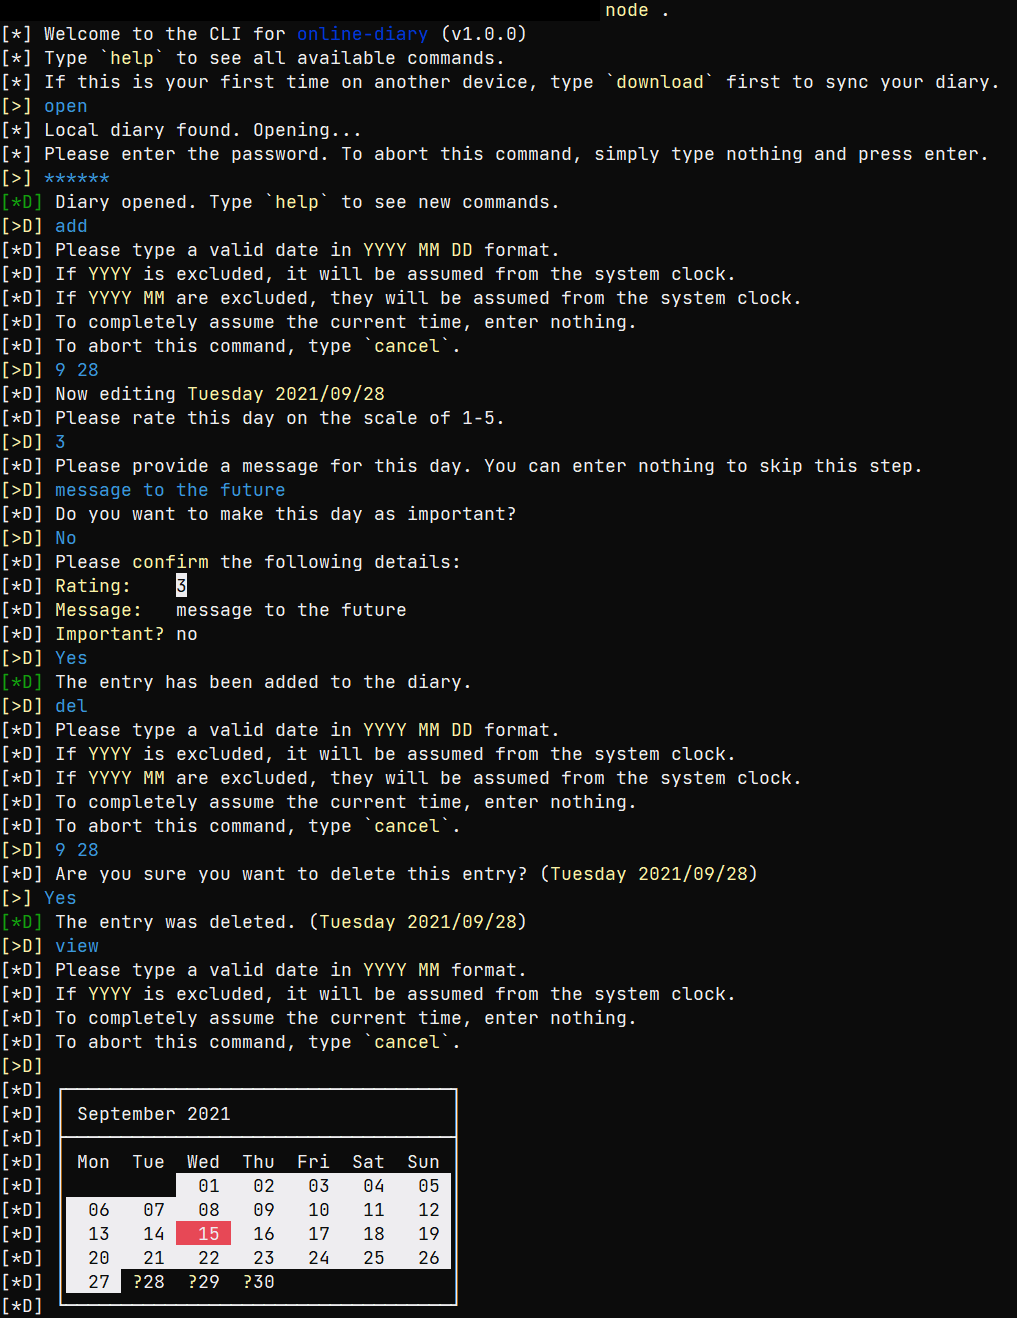 node .
[*] Welcome to the CLI for online-diary (v1.0.0)
[*] Type `help` to see all available commands.
[*] If this is your first time on another device, type `download` first to sync your diary.
[>] open
[*] Local diary found. Opening...
[*] Please enter the password. To abort this command, simply type nothing and press enter.
[>] ******
[*D] Diary opened. Type `help` to see new commands.
[>D] add
[*D] Please type a valid date in YYYY MM DD format.
[*D] If YYYY is excluded, it will be assumed from the system clock.
[*D] If YYYY MM are excluded, they will be assumed from the system clock.
[*D] To completely assume the current time, enter nothing.
[*D] To abort this command, type `cancel`.
[>D] 9 28
[*D] Now editing Tuesday 2021/09/28
[*D] Please rate this day on the scale of 1-5.
[>D] 3
[*D] Please provide a message for this day. You can enter nothing to skip this step.
[>D] message to the future
[*D] Do you want to make this day as important?
[>D] No
[*D] Please confirm the following details:
[*D] Rating:    3
[*D] Message:   message to the future
[*D] Important? no
[>D] Yes
[*D] The entry has been added to the diary.
[>D] del
[*D] Please type a valid date in YYYY MM DD format.
[*D] If YYYY is excluded, it will be assumed from the system clock.
[*D] If YYYY MM are excluded, they will be assumed from the system clock.
[*D] To completely assume the current time, enter nothing.
[*D] To abort this command, type `cancel`.
[>D] 9 28
[*D] Are you sure you want to delete this entry? (Tuesday 2021/09/28)
[>] Yes
[*D] The entry was deleted. (Tuesday 2021/09/28)
[>D] view
[*D] Please type a valid date in YYYY MM format.
[*D] If YYYY is excluded, it will be assumed from the system clock.
[*D] To completely assume the current time, enter nothing.
[*D] To abort this command, type `cancel`.
[>D]
[*D]
[*D] September 2021
[*D]
[*D] Mon Tue Wed Thu Fri Sat Sun
[*D] 01 02 03 04 05
[*D] 06 07 08 09 10 11 12
[*D] 13 14 15 16 17 18 19
[*D] 20 21 22 23 24 25 26
[*D] 27 ?28 ?29 ?30
[*D]